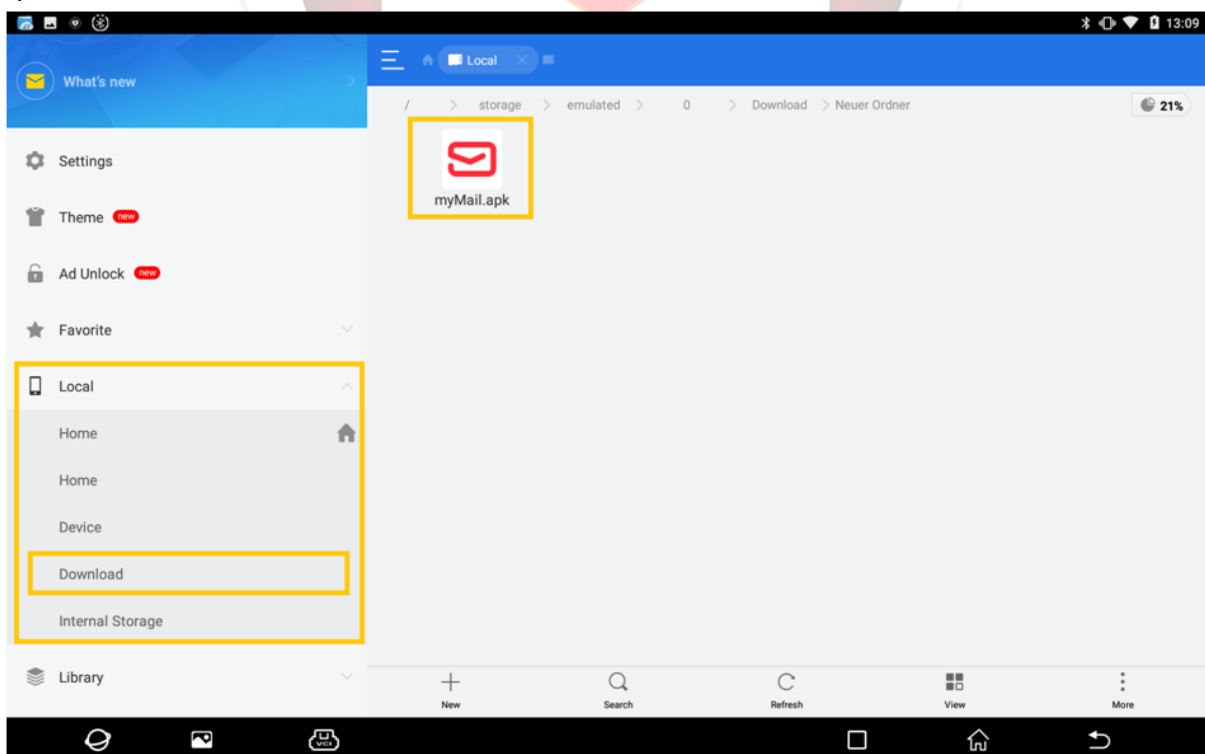 13:09
What's new
Local
/ > storage > emulated > 0 > Download > Neuer Ordner
21%
myMail.apk
Settings
Theme new
Ad Unlock new
Favorite
Local
Home
Home
Device
Download
Internal Storage
Library
New
Search
Refresh
View
More
VCI